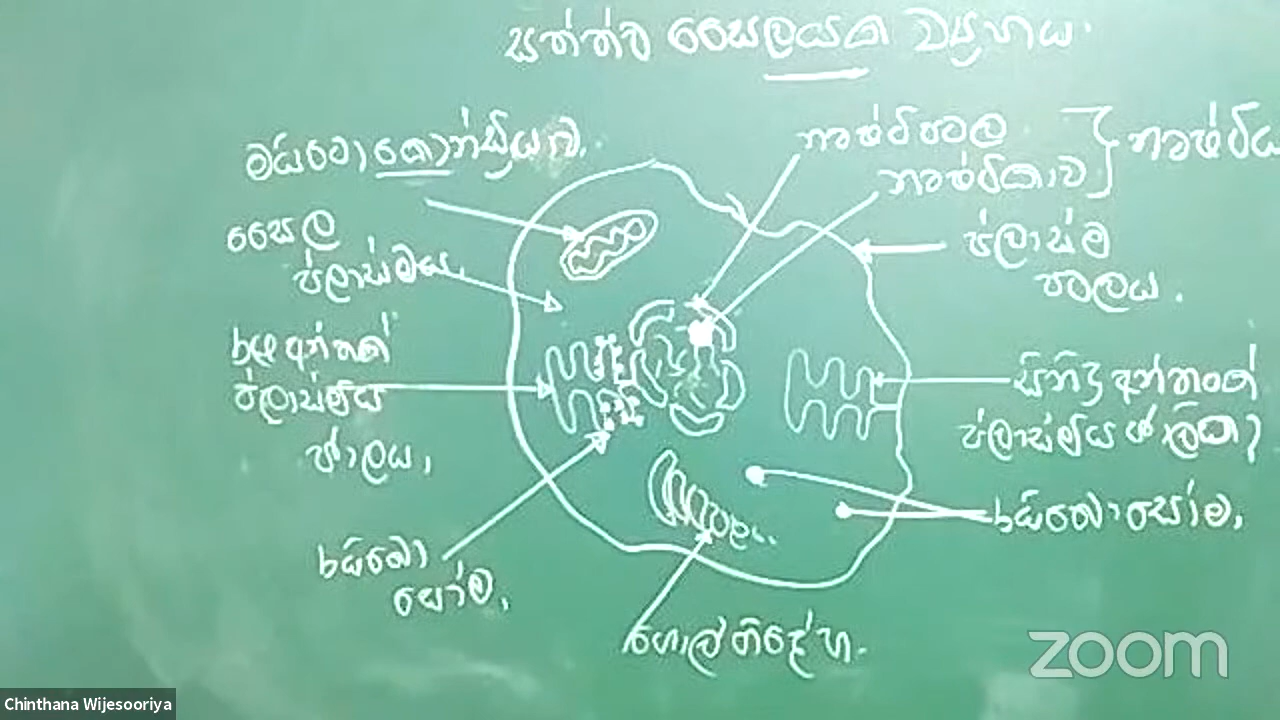 සත්ත්ව සෛලයක ව්‍යුහය.
මයිටොකොන්ඩ්‍රියාව.
න්‍යෂ්ටි පටල
න්‍යෂ්ටිකාව
න්‍යෂ්ටිය
සෛල
ප්ලාස්මය.
ප්ලාස්ම
පටලය.
රළු අන්තඃ
ප්ලාස්මීය
ජාලය,
සිනිදු අන්තඃ
ප්ලාස්මීය
රයිබොසෝම,
රයිබො
සෝම,
ගොල්ගිදේහ.
zoom
Chinthana Wijesooriya